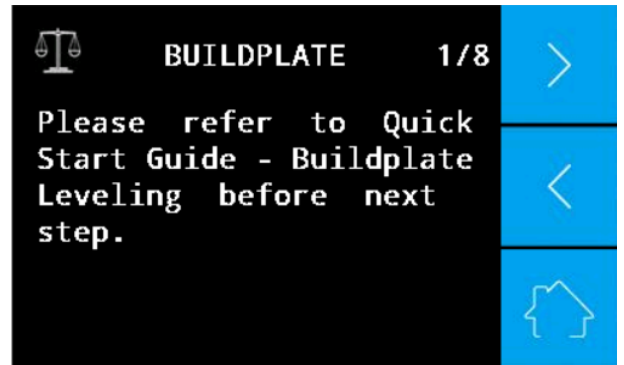 BUILDPLATE 1/8
Please refer to Quick
Start Guide - Buildplate
Leveling before next
step.